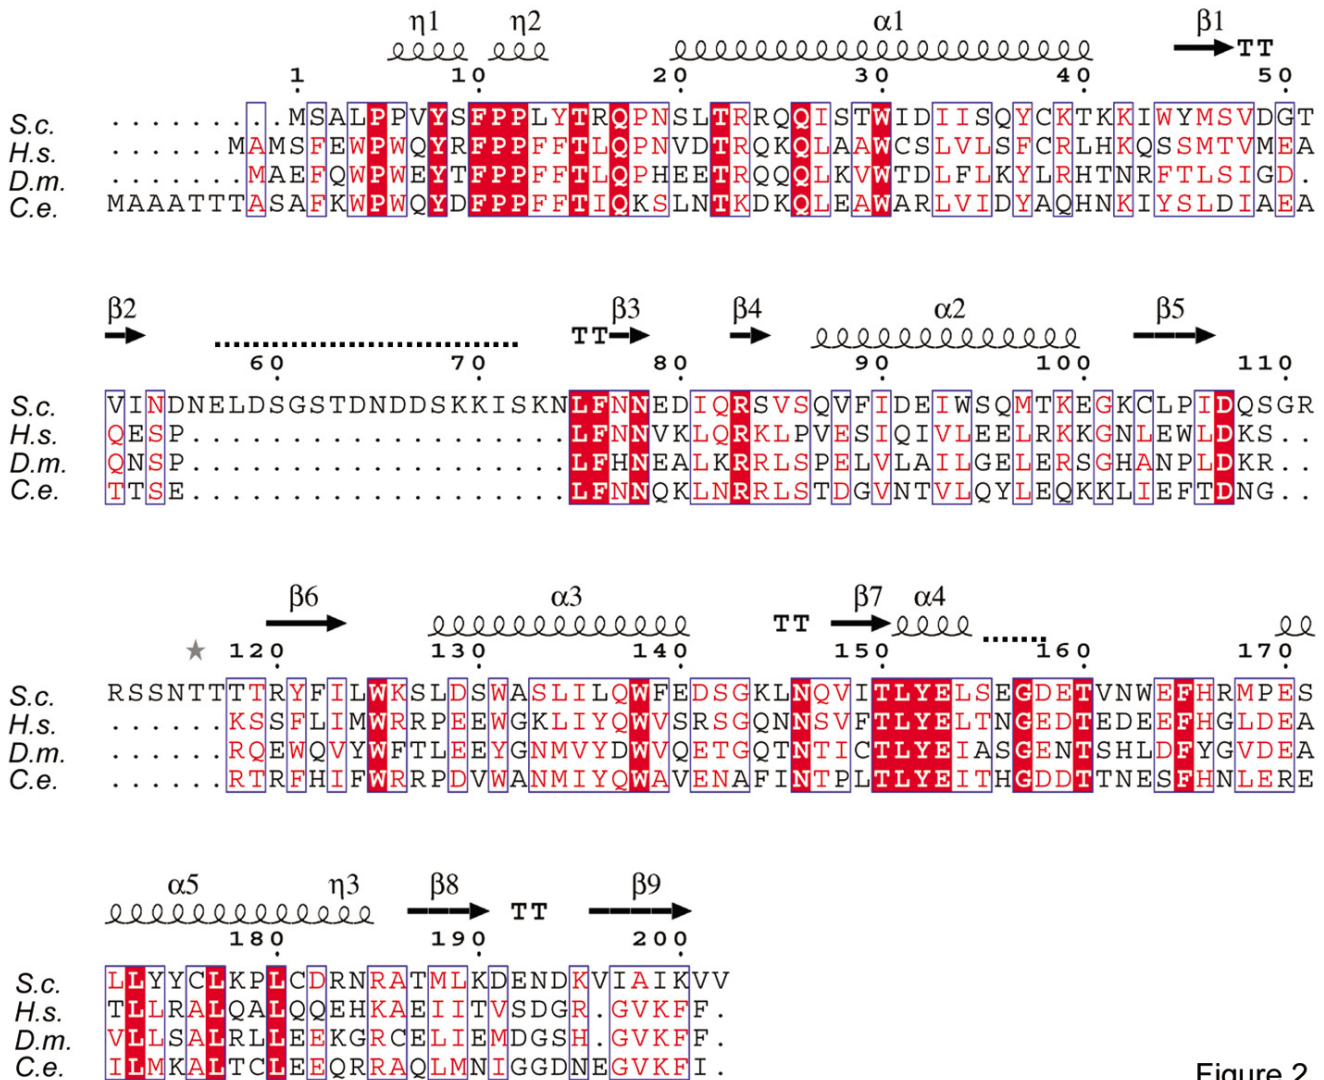 η1 η2 α1 β1 TT
1 10 20 30 40 50
S.c. .........MSALPPVYSFPPLYTRQPNSLTRRQQISTWIDIISQYCKTKKIWYMSVDGT
H.s. ......MAMSFEWPWQYRFPPFFTLQPNVDTRQKQLAAWCSLVLSFCRLHKQSSMTVMEA
D.m. .......MAEFQWPWEYTFPPFFTLQPHEETRQQQLKVWTDLFLKYLRHTNRFTLSIGD.
C.e. MAAATTTASAFKWPWQYDFPPFFTIQKSLNTKDKQLEAWARLVIDYAQHNKIYSLDIAEA
β2 TT β3 β4 α2 β5
60 70 80 90 100 110
S.c. VINDNELDSGSTDNDDSKKISKNLFNNEDIQRSVSQVFIDEIWSQMTKEGKCLPIDQSGR
H.s. QESP...................LFNNVKLQRKLPVESIQIVLEELRKKGNLEWLDKS..
D.m. QNSP...................LFHNEALKRRLSPELVLAILGELERSGHANPLDKR..
C.e. TTSE...................LFNNQKLNRRLSTDGVNTVLQYLEQKKLIEFTDNG..
β6 α3 TT β7 α4
120 130 140 150 160 170
S.c. RSSNTTTTRYFILWKSLDSWASLILQWFEDSGKLNQVITLYELSEGDETVNWEFHRMPES
H.s. ......KSSFLIMWRRPEEWGKLIYQWVSRSGQNNSVFTLYELTNGEDTEDEEFHGLDEA
D.m. ......RQEWQVYWFTLEEYGNMVYDWVQETGQTNTICTLYEIASGENTSHLDFYGVDEA
C.e. ......RTRFHIFWRRPDVWANMIYQWAVENAFINTPLTLYEITHGDDTTNESFHNLERE
α5 η3 β8 TT β9
180 190 200
S.c. LLYYCLKPLCDRNRATMLKDENDKVIAIKVV
H.s. TLLRALQALQQEHKAEIITVSDGR.GVKFF.
D.m. VLLSALRLLEEKGRCELIEMDGSH.GVKFF.
C.e. ILMKALTCLEEQRRAQLMNIGGDNEGVKFI.
Figure 2